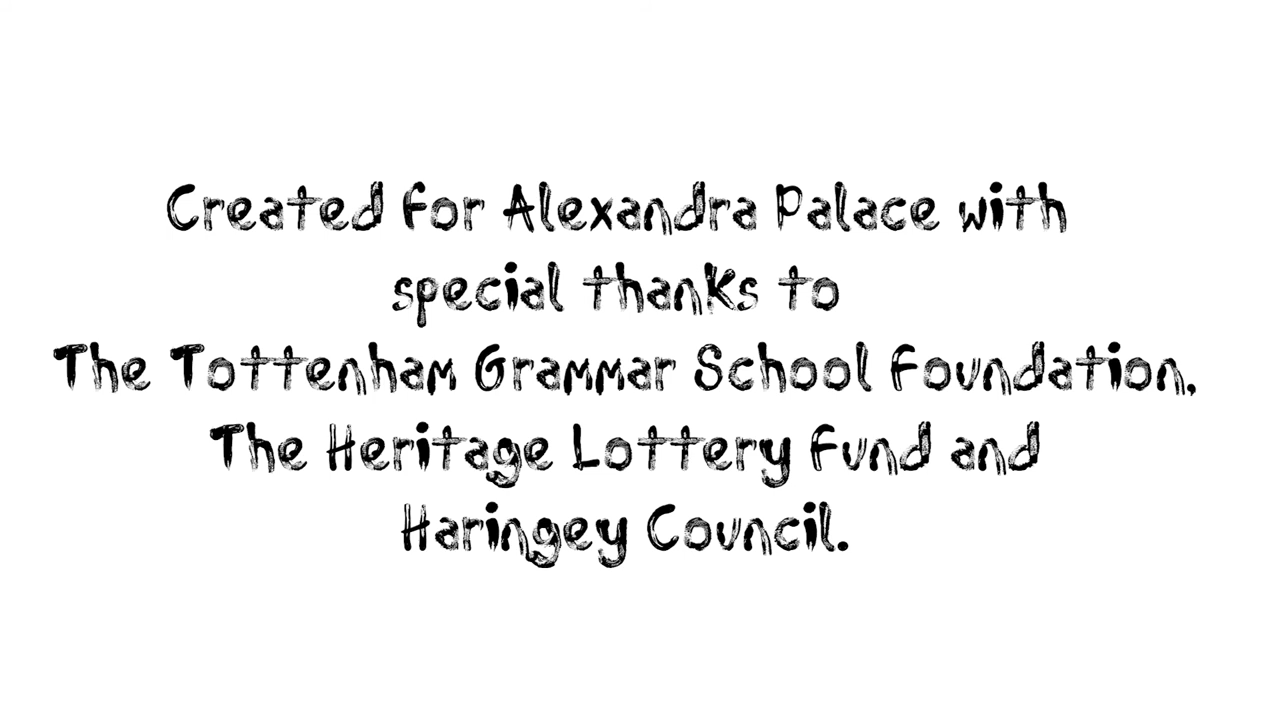 Created for Alexandra Palace with
special thanks to
The Tottenham Grammar School Foundation,
The Heritage Lottery Fund and
Haringey Council.